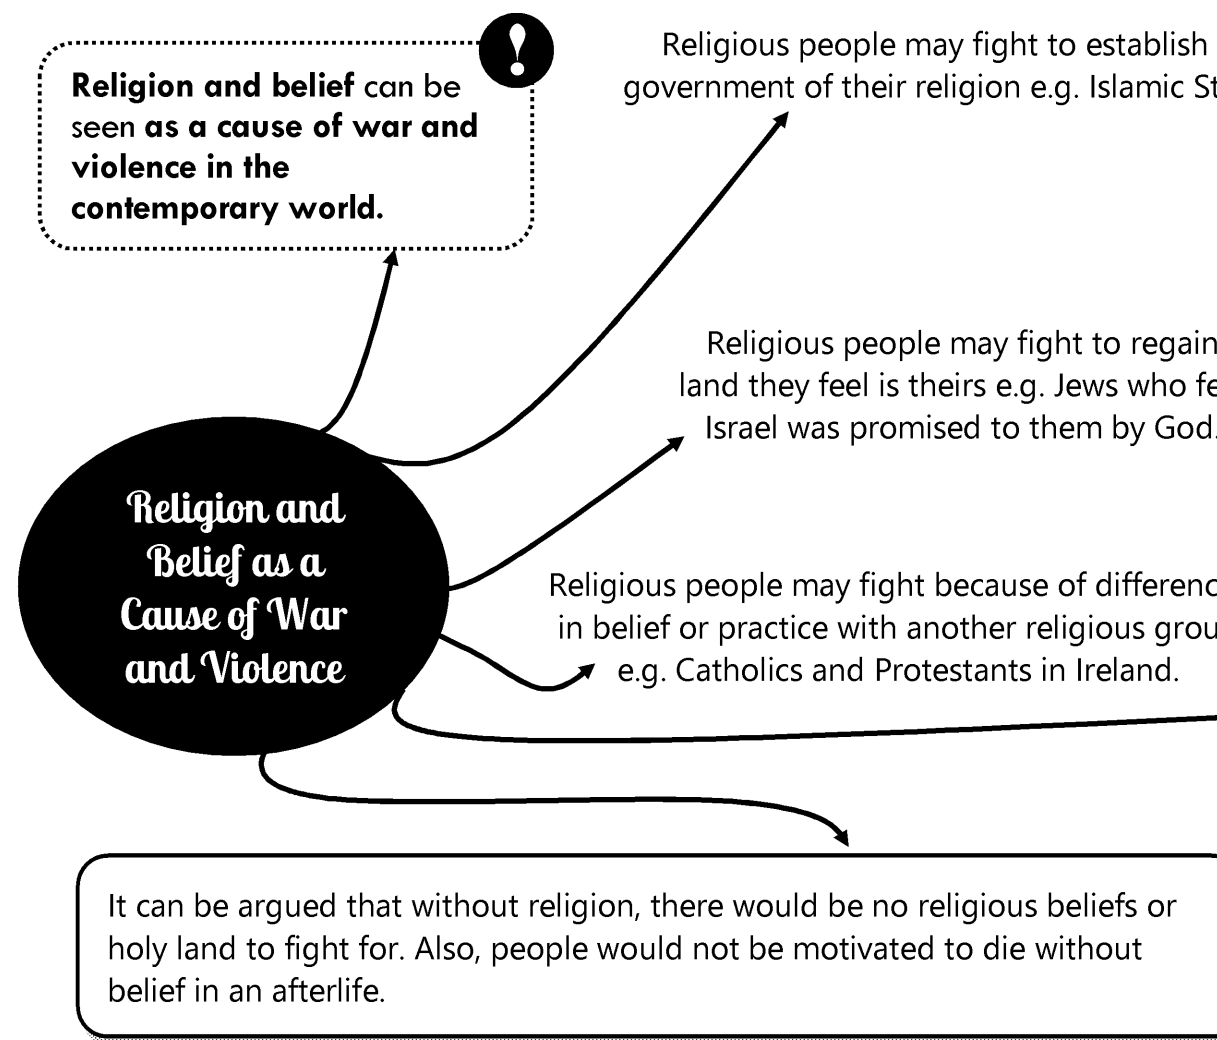 Religion and belief can be
seen as a cause of war and
violence in the
contemporary world.
Religious people may fight to establish
government of their religion e.g. Islamic
Religious people may fight to regain
land they feel is theirs e.g. Jews who
Israel was promised to them by God.
Religion and
Belief as a
Cause of War
and Violence
Religious people may fight because of
in belief or practice with another religious
e.g. Catholics and Protestants in Ireland.
It can be argued that without religion, there would be no religious beliefs or
holy land to fight for. Also, people would not be motivated to die without
belief in an afterlife.